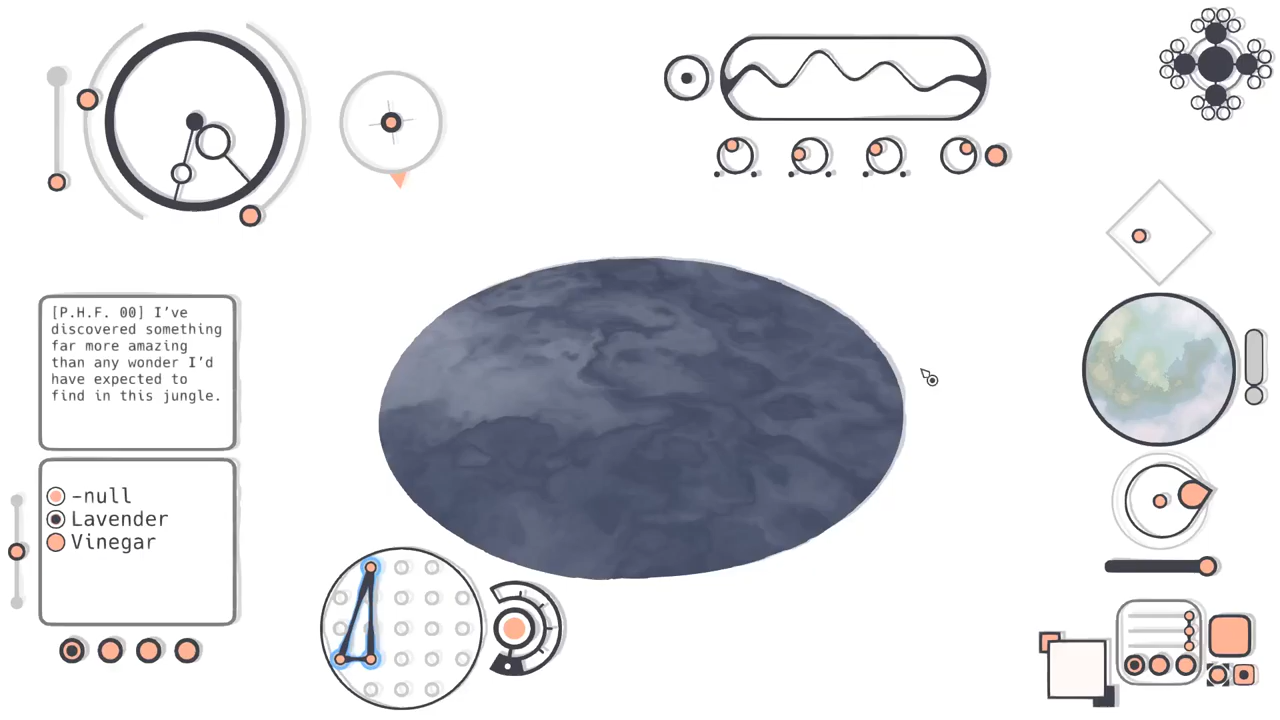 [P.H.F. 00] I’ve
discovered something
far more amazing
than any wonder I’d
have expected to
find in this jungle.
-null
Lavender
Vinegar